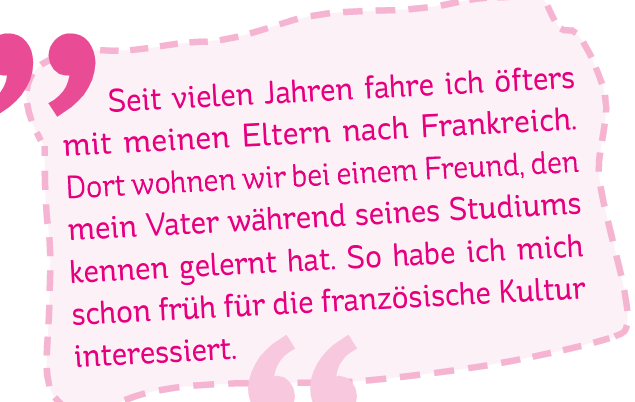 Seit vielen Jahren fahre ich öfters
mit meinen Eltern nach Frankreich.
Dort wohnen wir bei einem Freund, den
mein Vater während seines Studiums
kennen gelernt hat. So habe ich mich
schon früh für die französische Kultur
interessiert.